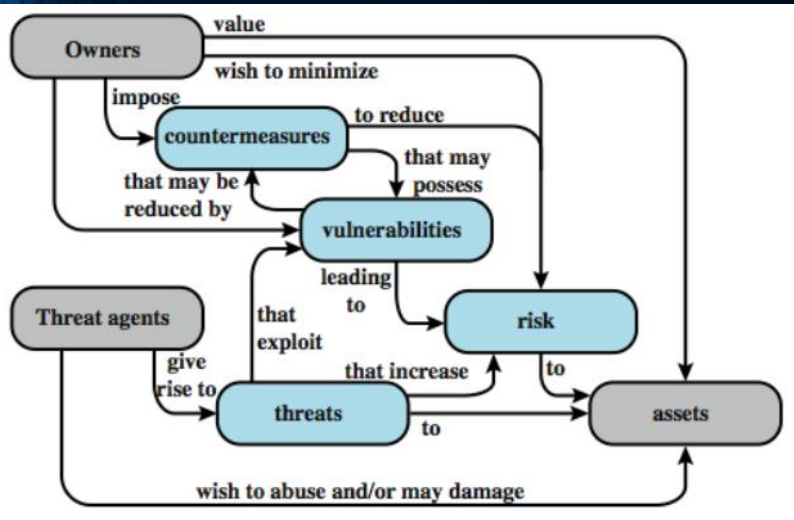 value
Owners
wish to minimize
impose
to reduce
countermeasures
that may
possess
that may be
reduced by
vulnerabilities
leading
to
Threat agents
that
exploit
risk
give
rise to
that increase
to
threats
to
assets
wish to abuse and/or may damage